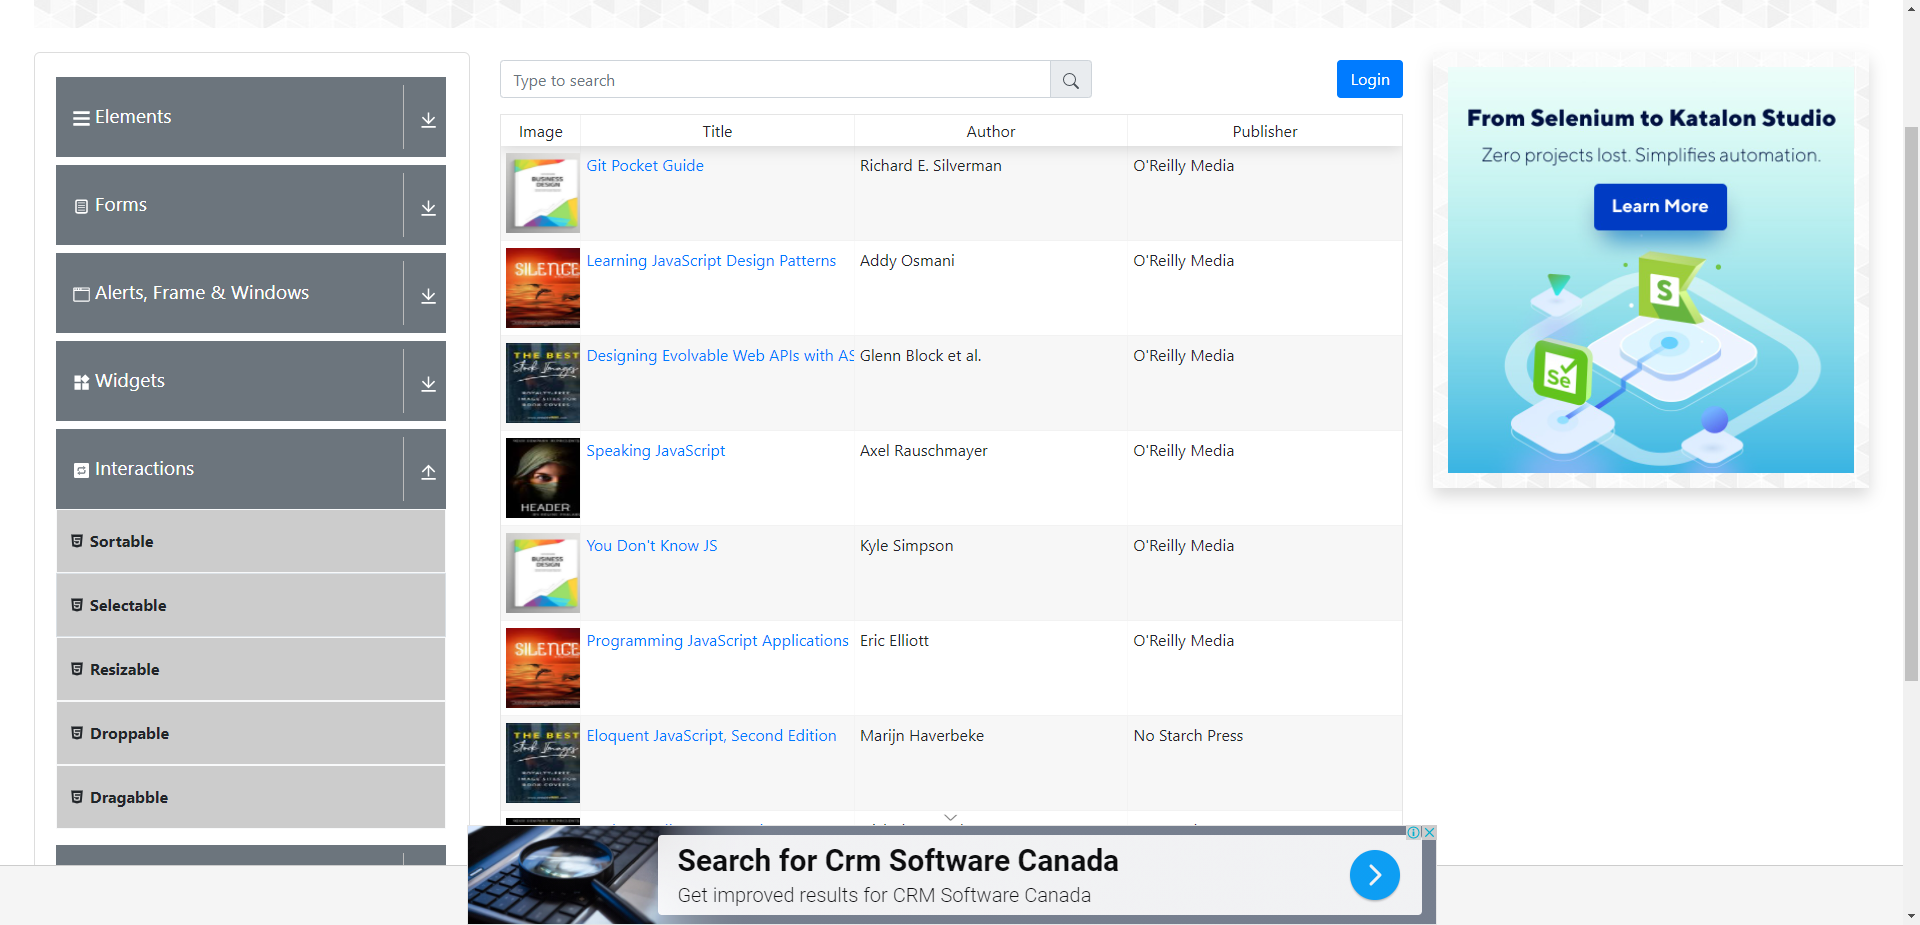 Elements
Forms
Alerts, Frame & Windows
Widgets
Interactions
Sortable
Selectable
Resizable
Droppable
Dragabble
Type to search
Login
Image Title Author Publisher
BUSINESS
DESIGN
Git Pocket Guide Richard E. Silverman O'Reilly Media
SILENCE
Learning JavaScript Design Patterns Addy Osmani O'Reilly Media
THE BEST
Stock Images
Designing Evolvable Web APIs with AS Glenn Block et al. O'Reilly Media
HEADER
Speaking JavaScript Axel Rauschmayer O'Reilly Media
BUSINESS
DESIGN
You Don't Know JS Kyle Simpson O'Reilly Media
SILENCE
Programming JavaScript Applications Eric Elliott O'Reilly Media
THE BEST
Stock Images
Eloquent JavaScript, Second Edition Marijn Haverbeke No Starch Press
From Selenium to Katalon Studio
Zero projects lost. Simplifies automation.
Learn More
S
Se
Search for Crm Software Canada
Get improved results for CRM Software Canada